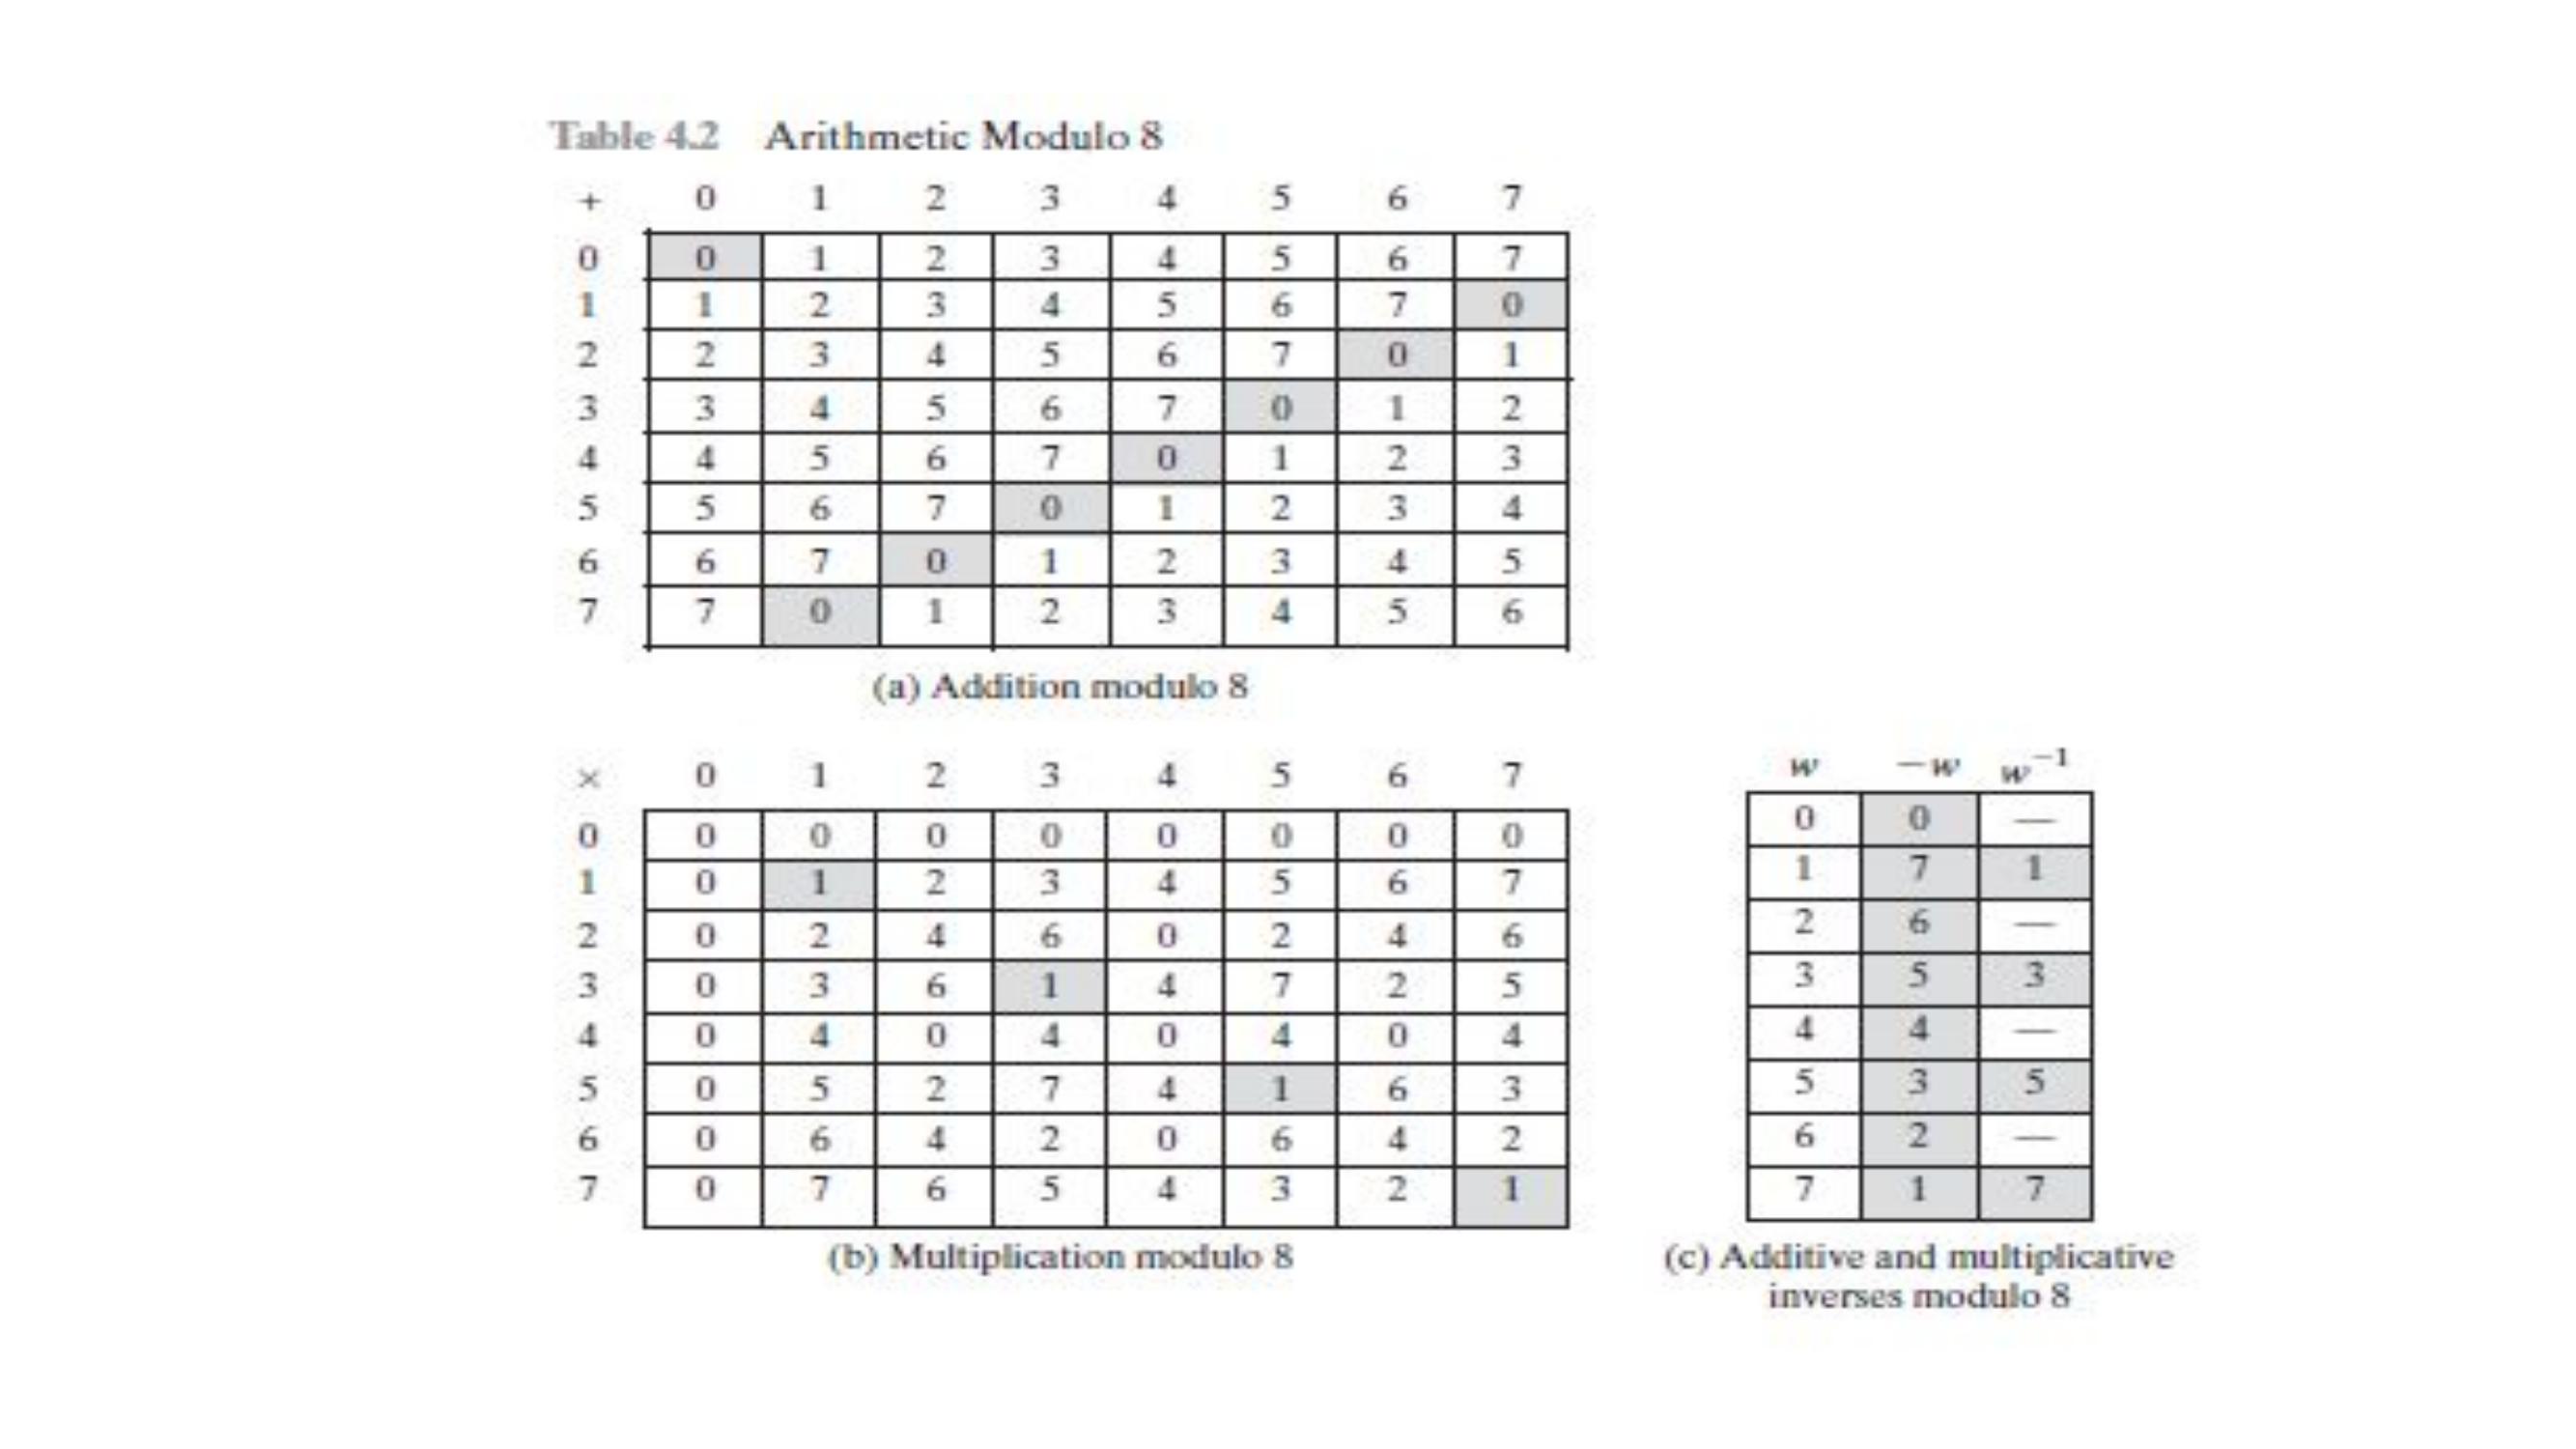 Table 4.2 Arithmetic Modulo 8
+ 0 1 2 3 4 5 6 7
0 0 1 2 3 4 5 6 7
1 1 2 3 4 5 6 7 0
2 2 3 4 5 6 7 0 1
3 3 4 5 6 7 0 1 2
4 4 5 6 7 0 1 2 3
5 5 6 7 0 1 2 3 4
6 6 7 0 1 2 3 4 5
7 7 0 1 2 3 4 5 6
(a) Addition modulo 8
× 0 1 2 3 4 5 6 7
0 0 0 0 0 0 0 0 0
1 0 1 2 3 4 5 6 7
2 0 2 4 6 0 2 4 6
3 0 3 6 1 4 7 2 5
4 0 4 0 4 0 4 0 4
5 0 5 2 7 4 1 6 3
6 0 6 4 2 0 6 4 2
7 0 7 6 5 4 3 2 1
(b) Multiplication modulo 8
w −w w⁻¹
0 0 —
1 7 1
2 6 —
3 5 3
4 4 —
5 3 5
6 2 —
7 1 7
(c) Additive and multiplicative
inverses modulo 8